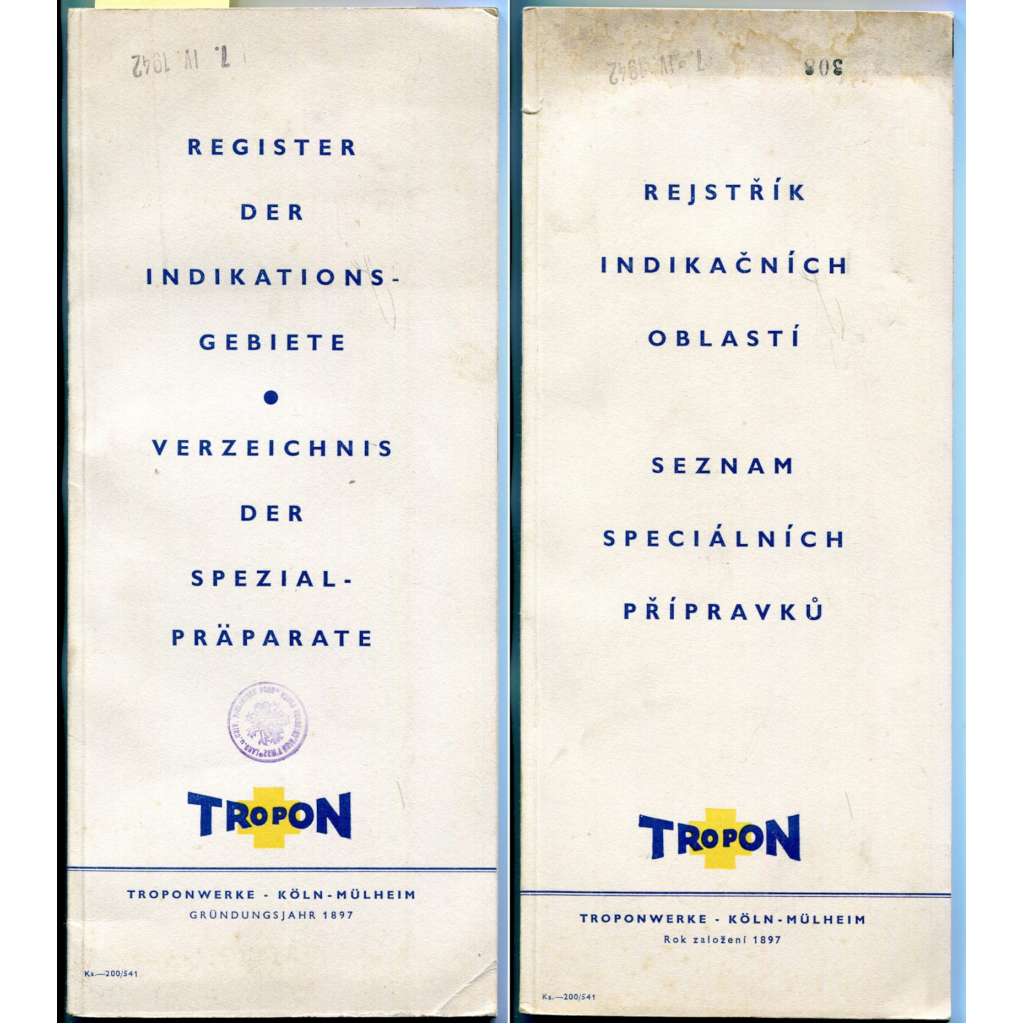 7. IV. 1942
REGISTER
DER
INDIKATIONS-
GEBIETE
VERZEICHNIS
DER
SPEZIAL-
PRÄPARATE
TROPON
TROPONWERKE - KÖLN-MÜLHEIM
GRÜNDUNGSJAHR 1897
Ks.—200/541
7. IV. 1942
308
REJSTŘÍK
INDIKAČNÍCH
OBLASTÍ
SEZNAM
SPECIÁLNÍCH
PŘÍPRAVKŮ
TROPON
TROPONWERKE - KÖLN-MÜLHEIM
Rok založení 1897
Ks.—200/541